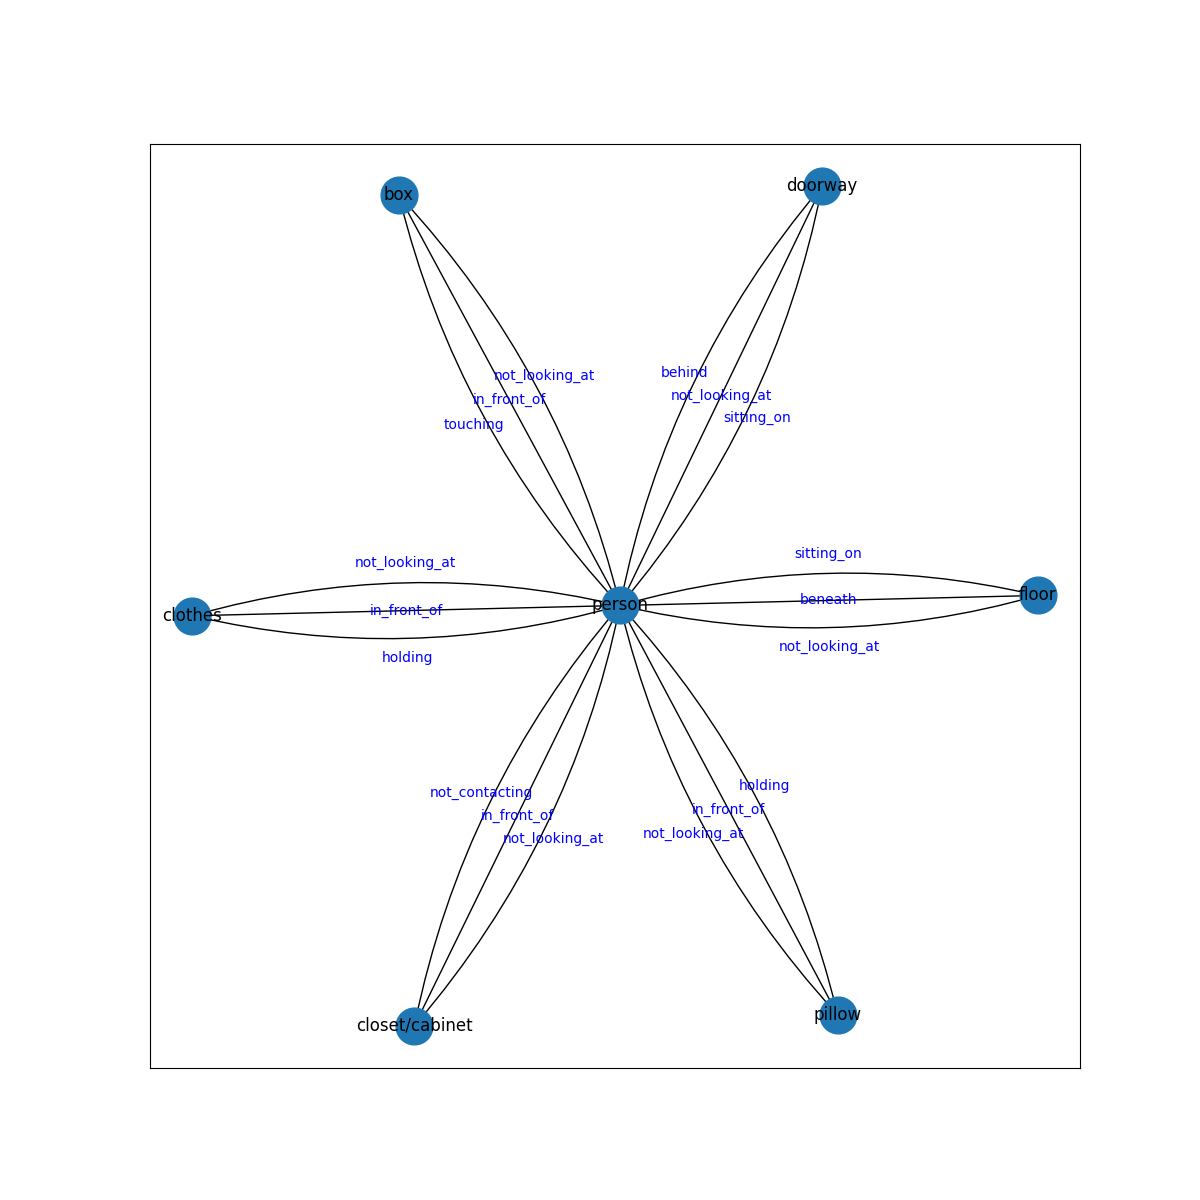 box
doorway
behind
not_looking_at
not_looking_at
in_front_of
sitting_on
touching
not_looking_at
sitting_on
in_front_of
beneath
clothes
person
floor
holding
not_looking_at
not_contacting
holding
in_front_of
in_front_of
not_looking_at
not_looking_at
closet/cabinet
pillow